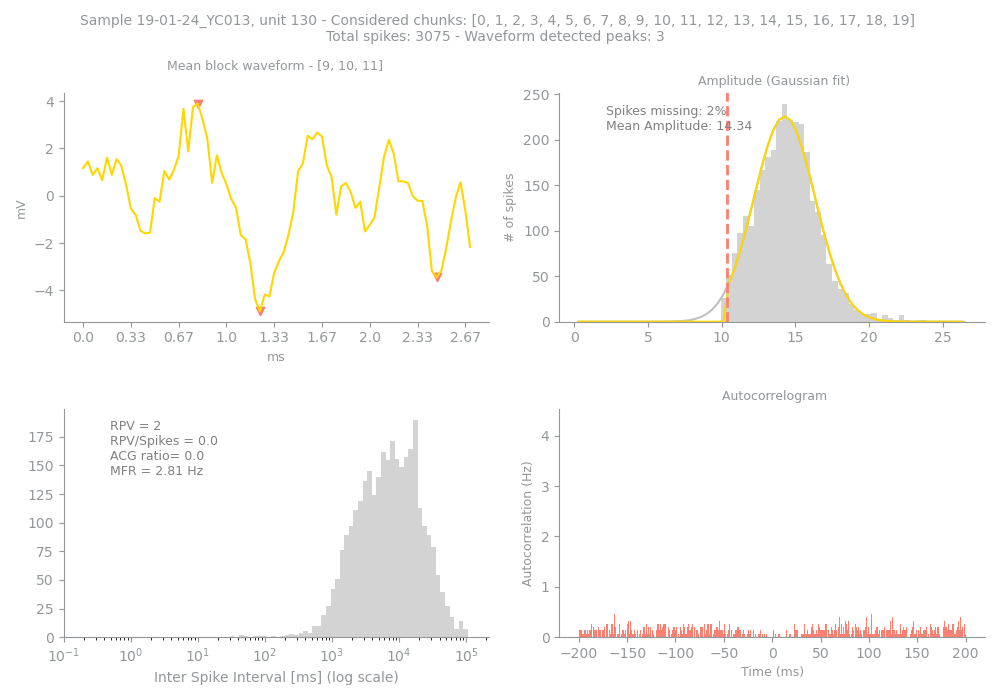 Sample 19-01-24_YC013, unit 130 - Considered chunks: [0, 1, 2, 3, 4, 5, 6, 7, 8, 9, 10, 11, 12, 13, 14, 15, 16, 17, 18, 19]
Total spikes: 3075 - Waveform detected peaks: 3
Mean block waveform - [9, 10, 11]
mV
4
2
0
−2
−4
0.0 0.33 0.67 1.0 1.33 1.67 2.0 2.33 2.67
ms
Amplitude (Gaussian fit)
Spikes missing: 2%
Mean Amplitude: 14.34
# of spikes
250
200
150
100
50
0
0 5 10 15 20 25
RPV = 2
RPV/Spikes = 0.0
ACG ratio= 0.0
MFR = 2.81 Hz
175
150
125
100
75
50
25
0
10⁻¹ 10⁰ 10¹ 10² 10³ 10⁴ 10⁵
Inter Spike Interval [ms] (log scale)
Autocorrelogram
Autocorrelation (Hz)
4
3
2
1
0
−200 −150 −100 −50 0 50 100 150 200
Time (ms)